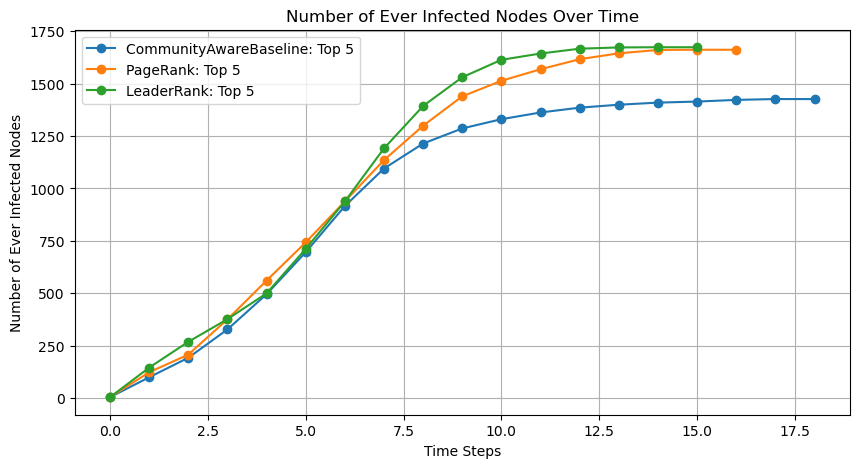 Number of Ever Infected Nodes Over Time
CommunityAwareBaseline: Top 5
PageRank: Top 5
LeaderRank: Top 5
Number of Ever Infected Nodes
1750
1500
1250
1000
750
500
250
0
0.0 2.5 5.0 7.5 10.0 12.5 15.0 17.5
Time Steps